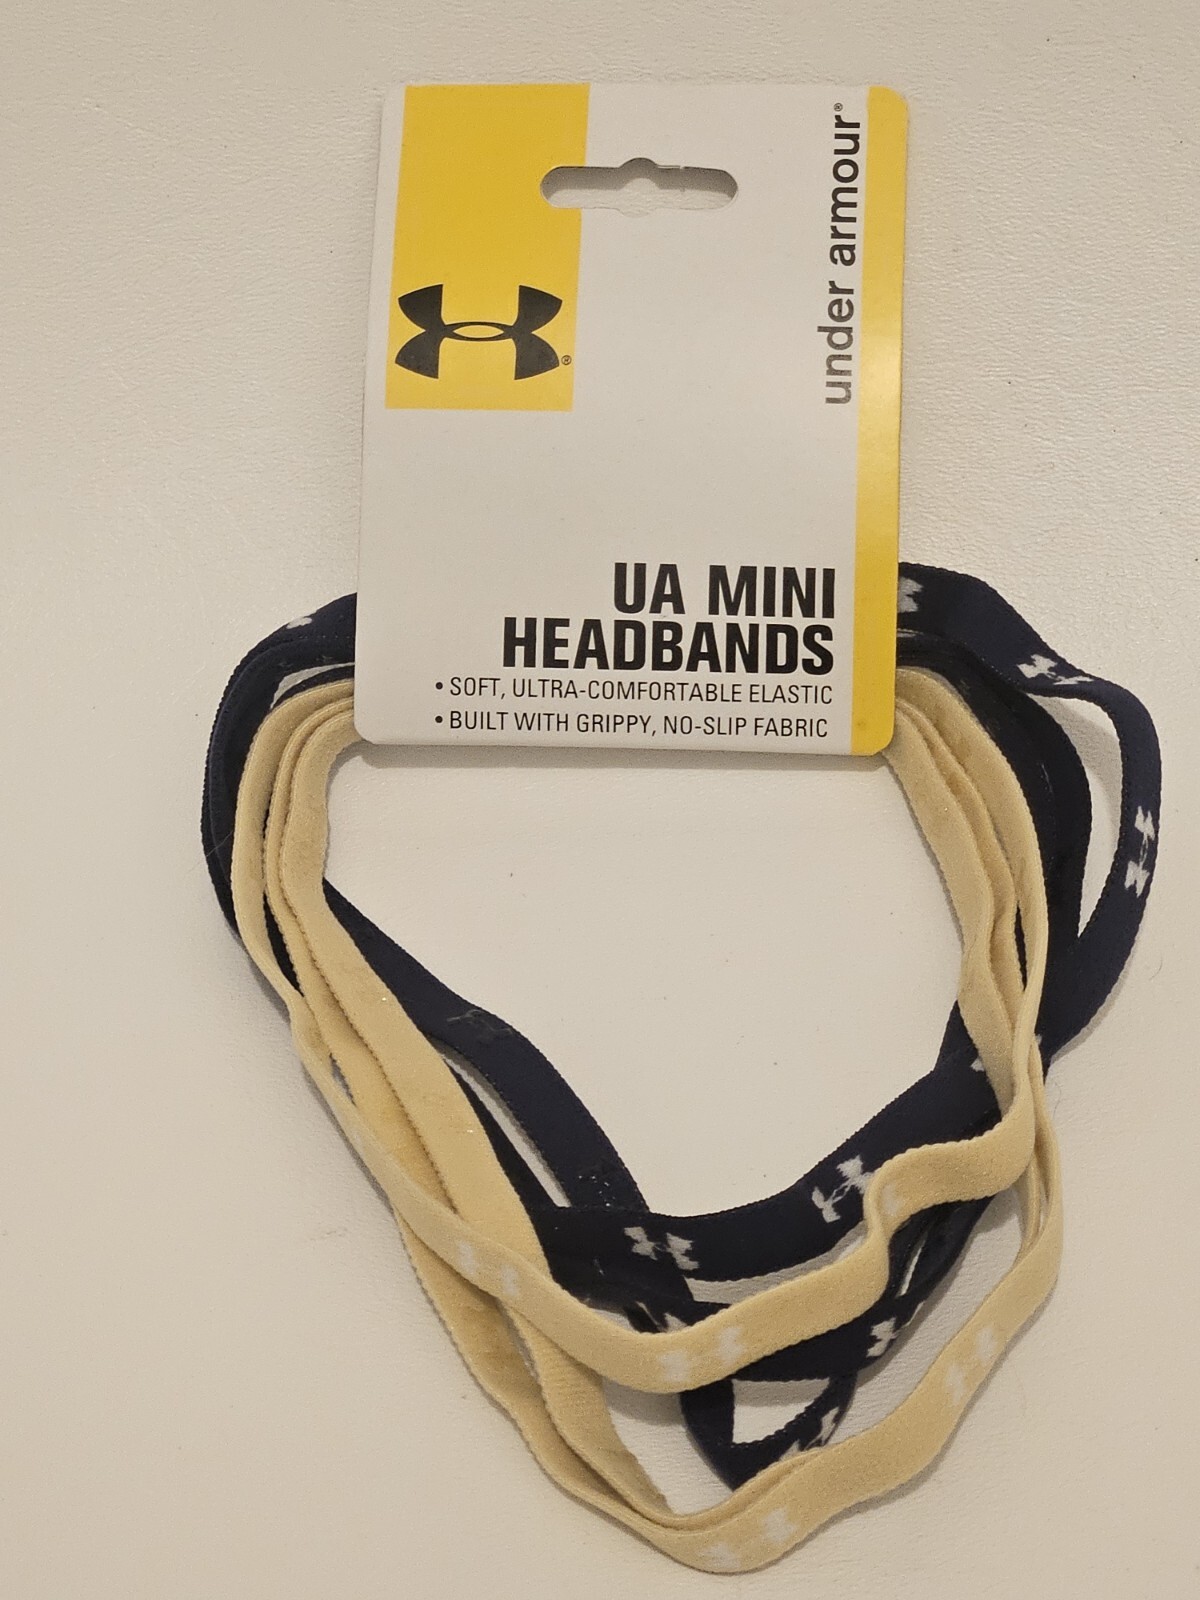 under armour®
®
UA MINI
HEADBANDS
• SOFT, ULTRA-COMFORTABLE ELASTIC
• BUILT WITH GRIPPY, NO-SLIP FABRIC